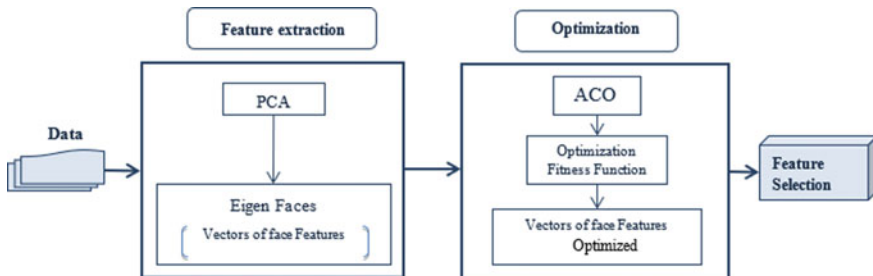 Feature extraction
Optimization
Data
PCA
Eigen Faces
Vectors of face Features
ACO
Optimization
Fitness Function
Vectors of face Features
Optimized
Feature
Selection